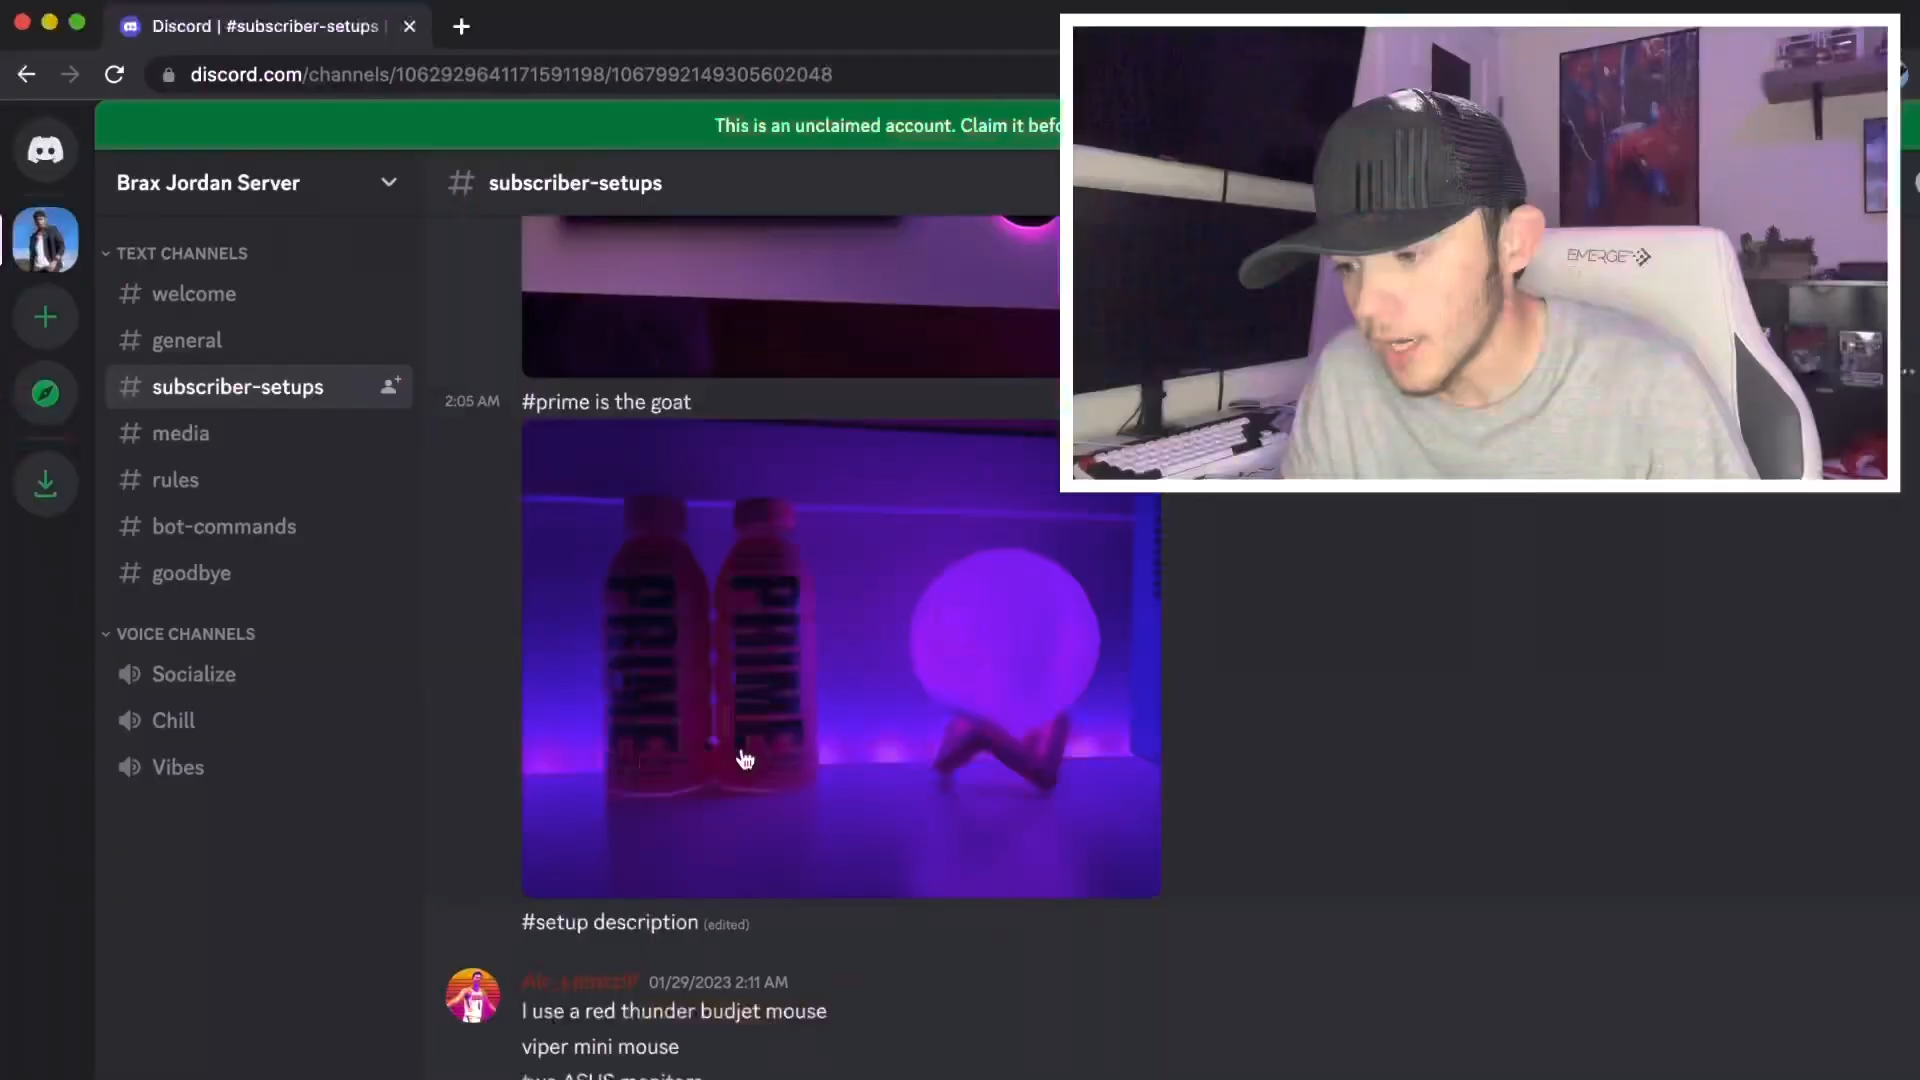 Discord | #subscriber-setups |
discord.com/channels/1062929641171591198/1067992149305602048
This is an unclaimed account. Claim it befo
Brax Jordan Server
# subscriber-setups
TEXT CHANNELS
# welcome
# general
# subscriber-setups
# media
# rules
# bot-commands
# goodbye
VOICE CHANNELS
Socialize
Chill
Vibes
EMERGE
2:05 AM #prime is the goat
PRIME PRIME
#setup description (edited)
01/29/2023 2:11 AM
I use a red thunder budjet mouse
viper mini mouse
two ASUS monitors